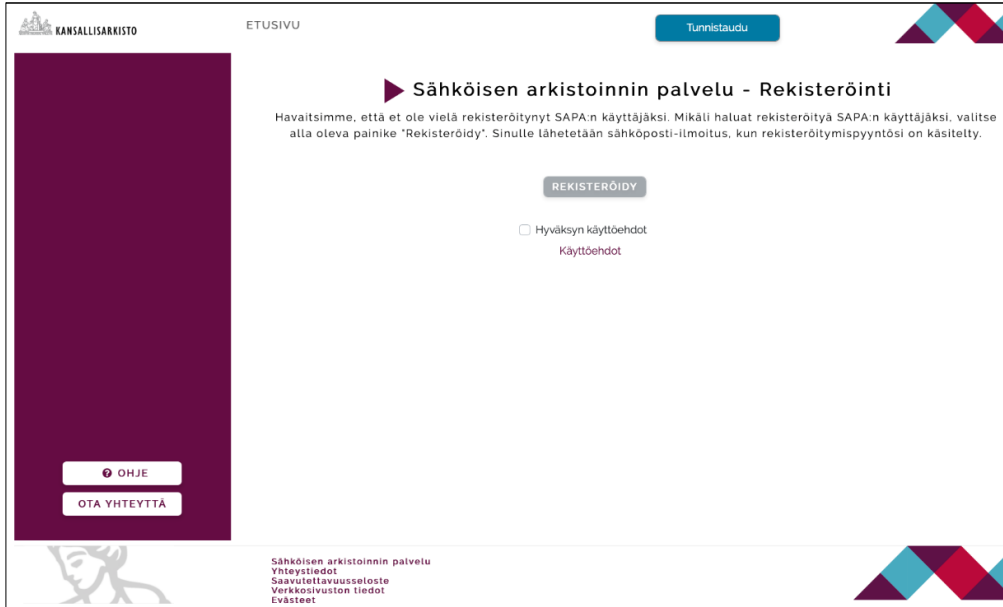 KANSALLISARKISTO
ETUSIVU
Tunnistaudu
Sähköisen arkistoinnin palvelu - Rekisteröinti
Havaitsimme, että et ole vielä rekisteröitynyt SAPA:n käyttäjäksi. Mikäli haluat rekisteröityä SAPA:n käyttäjäksi, valitse
alla oleva painike "Rekisteröidy". Sinulle lähetetään sähköposti-ilmoitus, kun rekisteröitymispyyntösi on käsitelty.
REKISTERÖIDY
Hyväksyn käyttöehdot
Käyttöehdot
OHJE
OTA YHTEYTTÄ
Sähköisen arkistoinnin palvelu
Yhteystiedot
Saavutettavuusseloste
Verkkosivuston tiedot
Evästeet